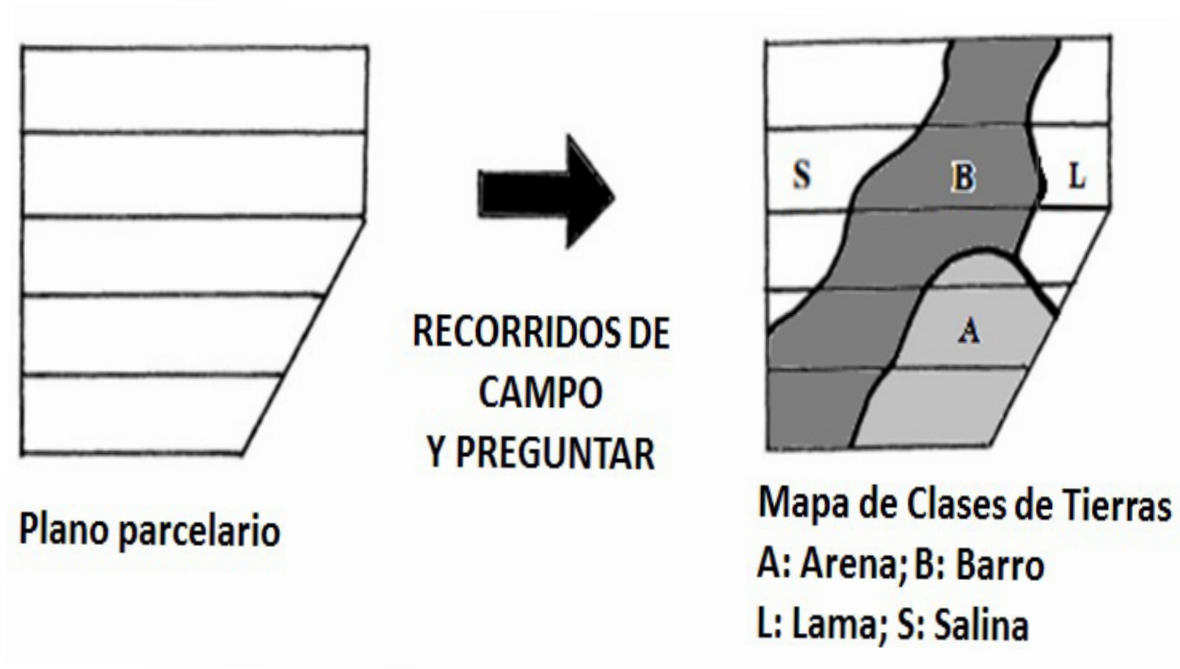 S
B
L
A
RECORRIDOS DE
CAMPO
Y PREGUNTAR
Plano parcelario
Mapa de Clases de Tierras
A: Arena; B: Barro
L: Lama; S: Salina